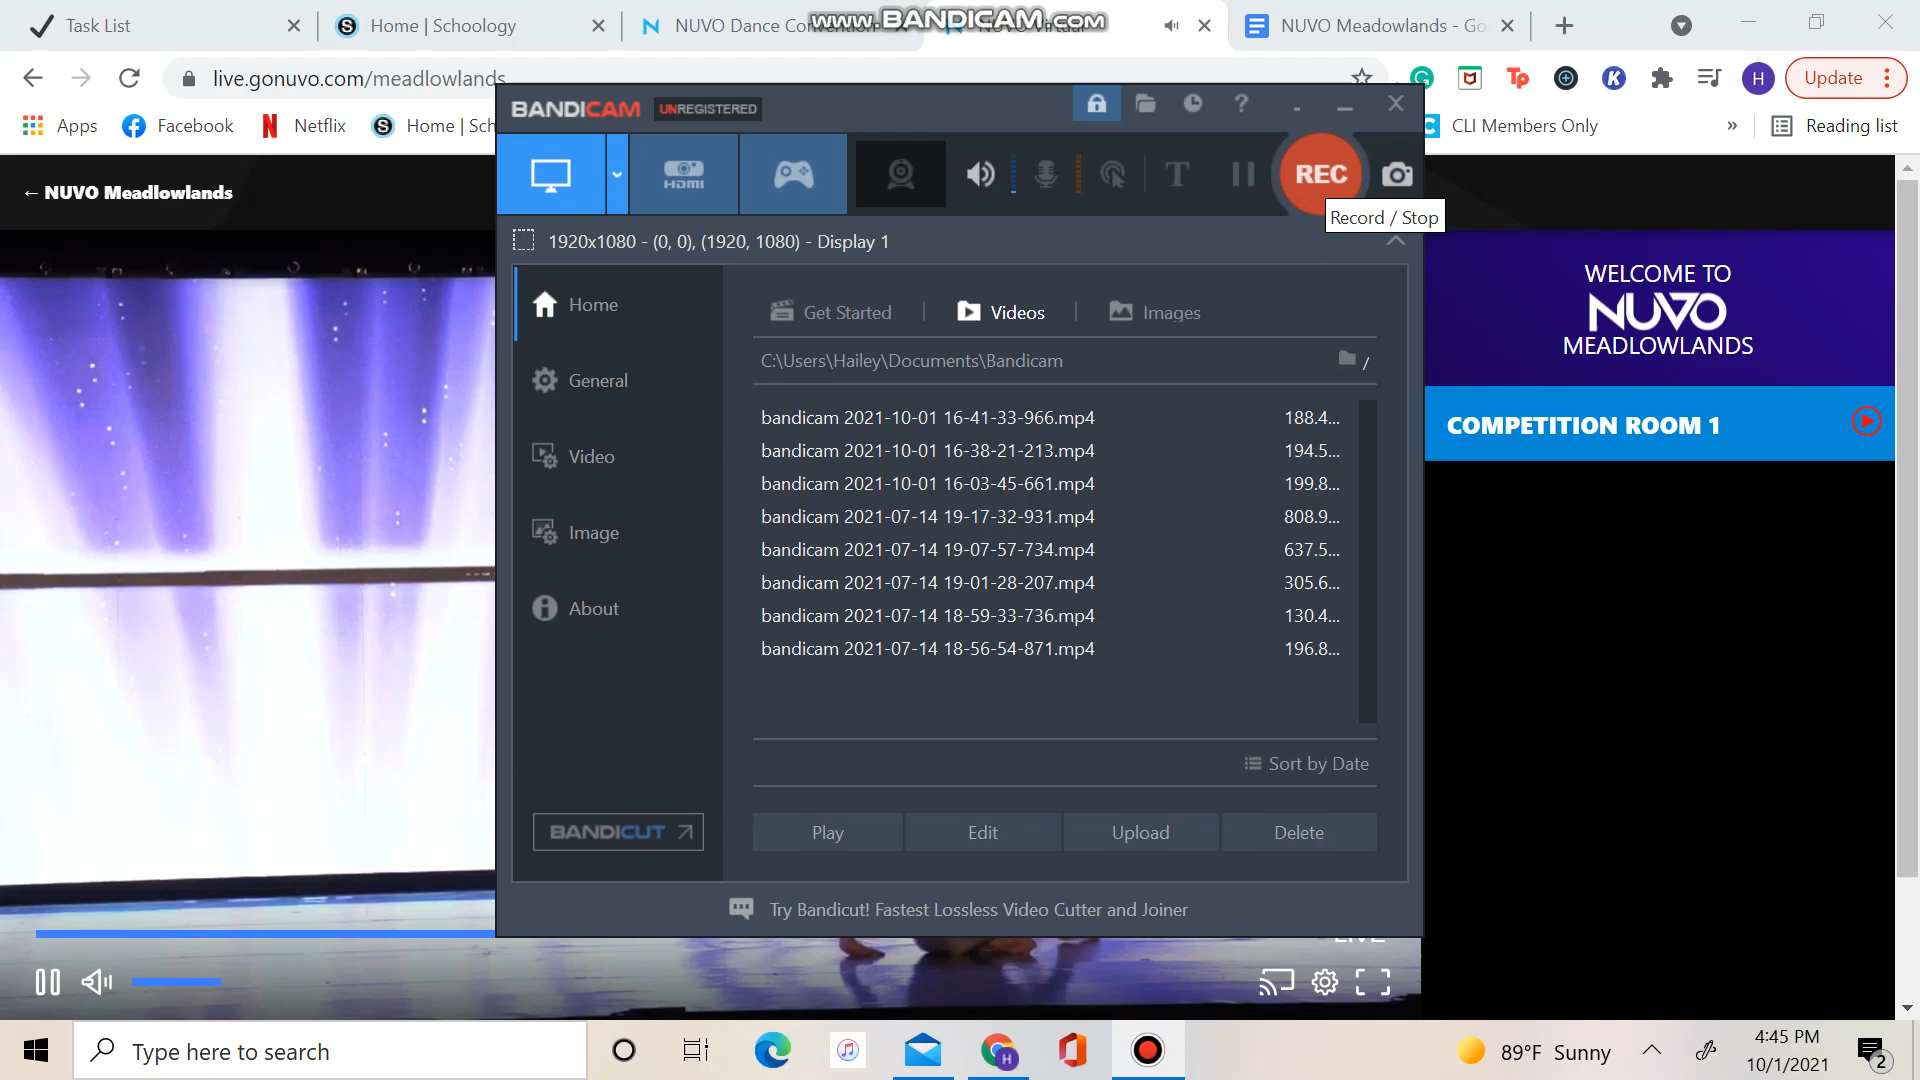 Task List
Home | Schoology
NUVO Dance Convention
www.BANDICAM.com
NUVO Virtual
NUVO Meadowlands - Go
live.gonuvo.com/meadlowlands
Update
Apps
Facebook
Netflix
Home | Sch
CLI Members Only
»
Reading list
← NUVO Meadlowlands
BANDICAM UNREGISTERED
HDMI
REC
Record / Stop
1920x1080 - (0, 0), (1920, 1080) - Display 1
Home
General
Video
Image
About
Get Started
Videos
Images
C:\Users\Hailey\Documents\Bandicam
/
bandicam 2021-10-01 16-41-33-966.mp4 188.4...
bandicam 2021-10-01 16-38-21-213.mp4 194.5...
bandicam 2021-10-01 16-03-45-661.mp4 199.8...
bandicam 2021-07-14 19-17-32-931.mp4 808.9...
bandicam 2021-07-14 19-07-57-734.mp4 637.5...
bandicam 2021-07-14 19-01-28-207.mp4 305.6...
bandicam 2021-07-14 18-59-33-736.mp4 130.4...
bandicam 2021-07-14 18-56-54-871.mp4 196.8...
Sort by Date
BANDICUT
Play
Edit
Upload
Delete
Try Bandicut! Fastest Lossless Video Cutter and Joiner
WELCOME TO
NUVO
MEADLOWLANDS
COMPETITION ROOM 1
LIVE
Type here to search
89°F Sunny
4:45 PM
10/1/2021
2